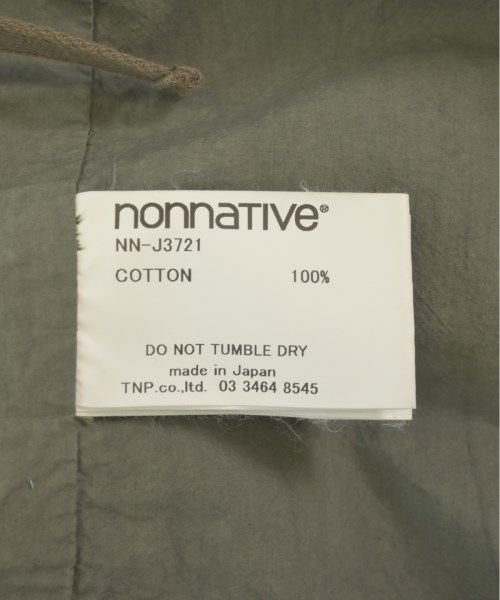 nonnative®
NN-J3721
COTTON 100%
DO NOT TUMBLE DRY
made in Japan
TNP.co.,ltd. 03 3464 8545